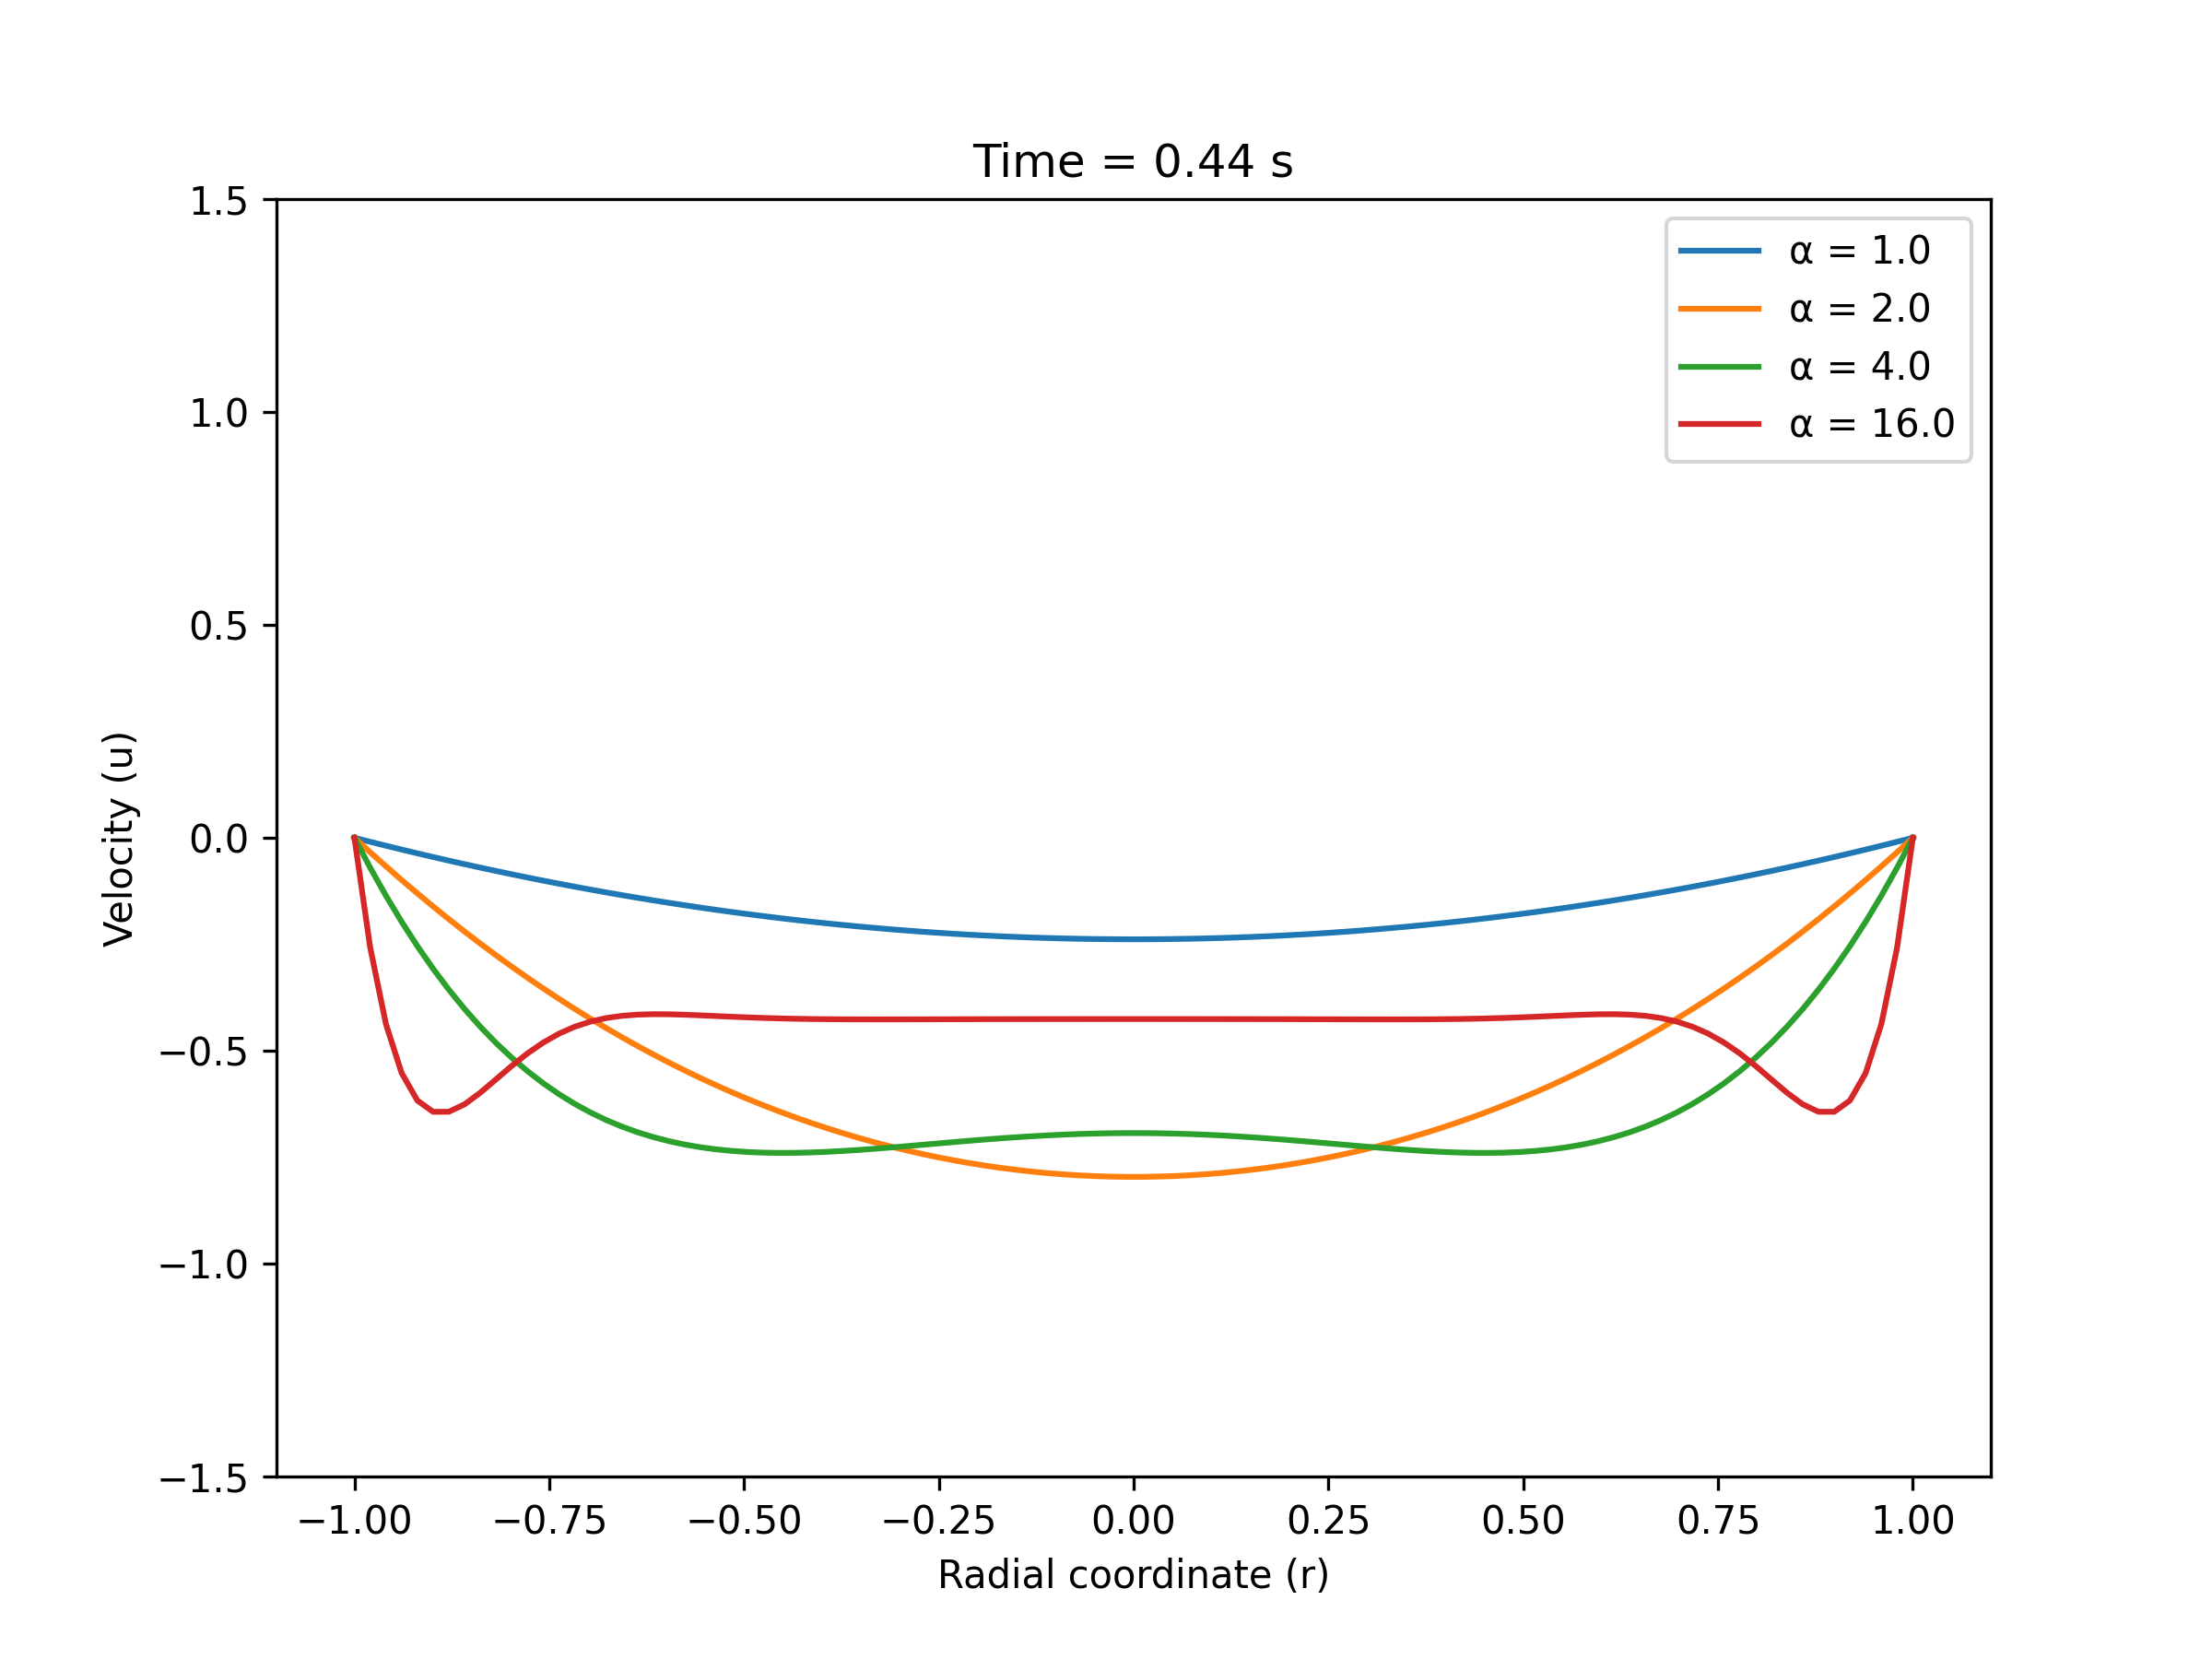 Time = 0.44 s
1.5
1.0
0.5
0.0
−0.5
−1.0
−1.5
Velocity (u)
α = 1.0
α = 2.0
α = 4.0
α = 16.0
−1.00 −0.75 −0.50 −0.25 0.00 0.25 0.50 0.75 1.00
Radial coordinate (r)